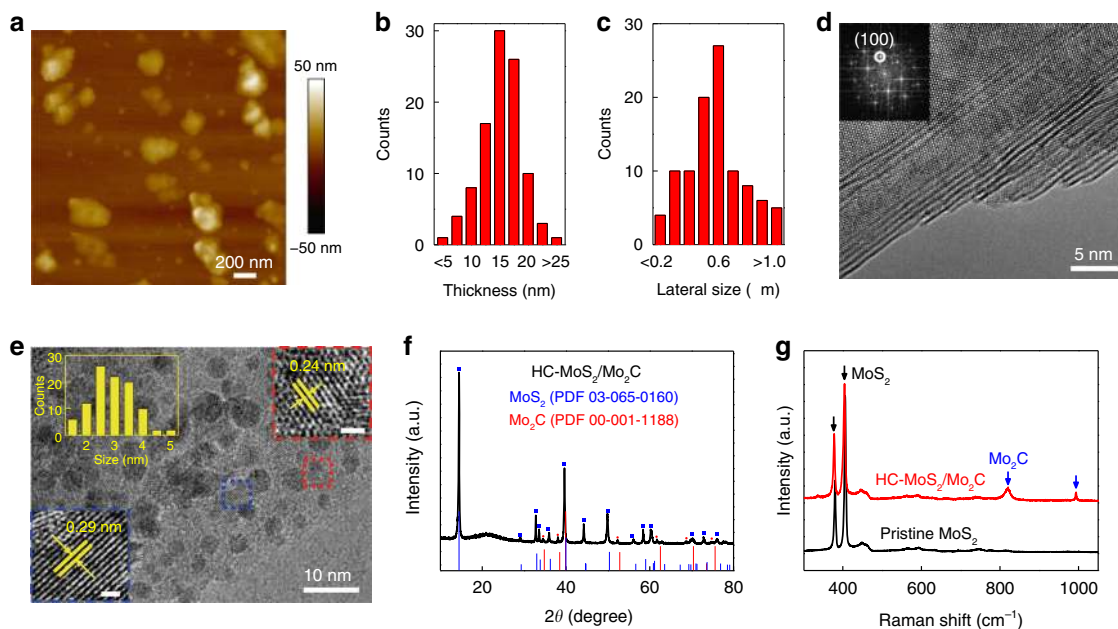 a
50 nm
−50 nm
200 nm
b
30
20
10
0
Counts
<5 10 15 20 >25
Thickness (nm)
c
30
20
10
0
Counts
<0.2 0.6 >1.0
Lateral size ( m)
d
(100)
5 nm
e
30
20
10
0
Counts
2 3 4 5
Size (nm)
0.24 nm
0.29 nm
10 nm
f
HC-MoS2/Mo2C
MoS2 (PDF 03-065-0160)
Mo2C (PDF 00-001-1188)
Intensity (a.u.)
20 40 60 80
2θ (degree)
g
MoS2
Mo2C
HC-MoS2/Mo2C
Pristine MoS2
Intensity (a.u.)
400 600 800 1000
Raman shift (cm−1)